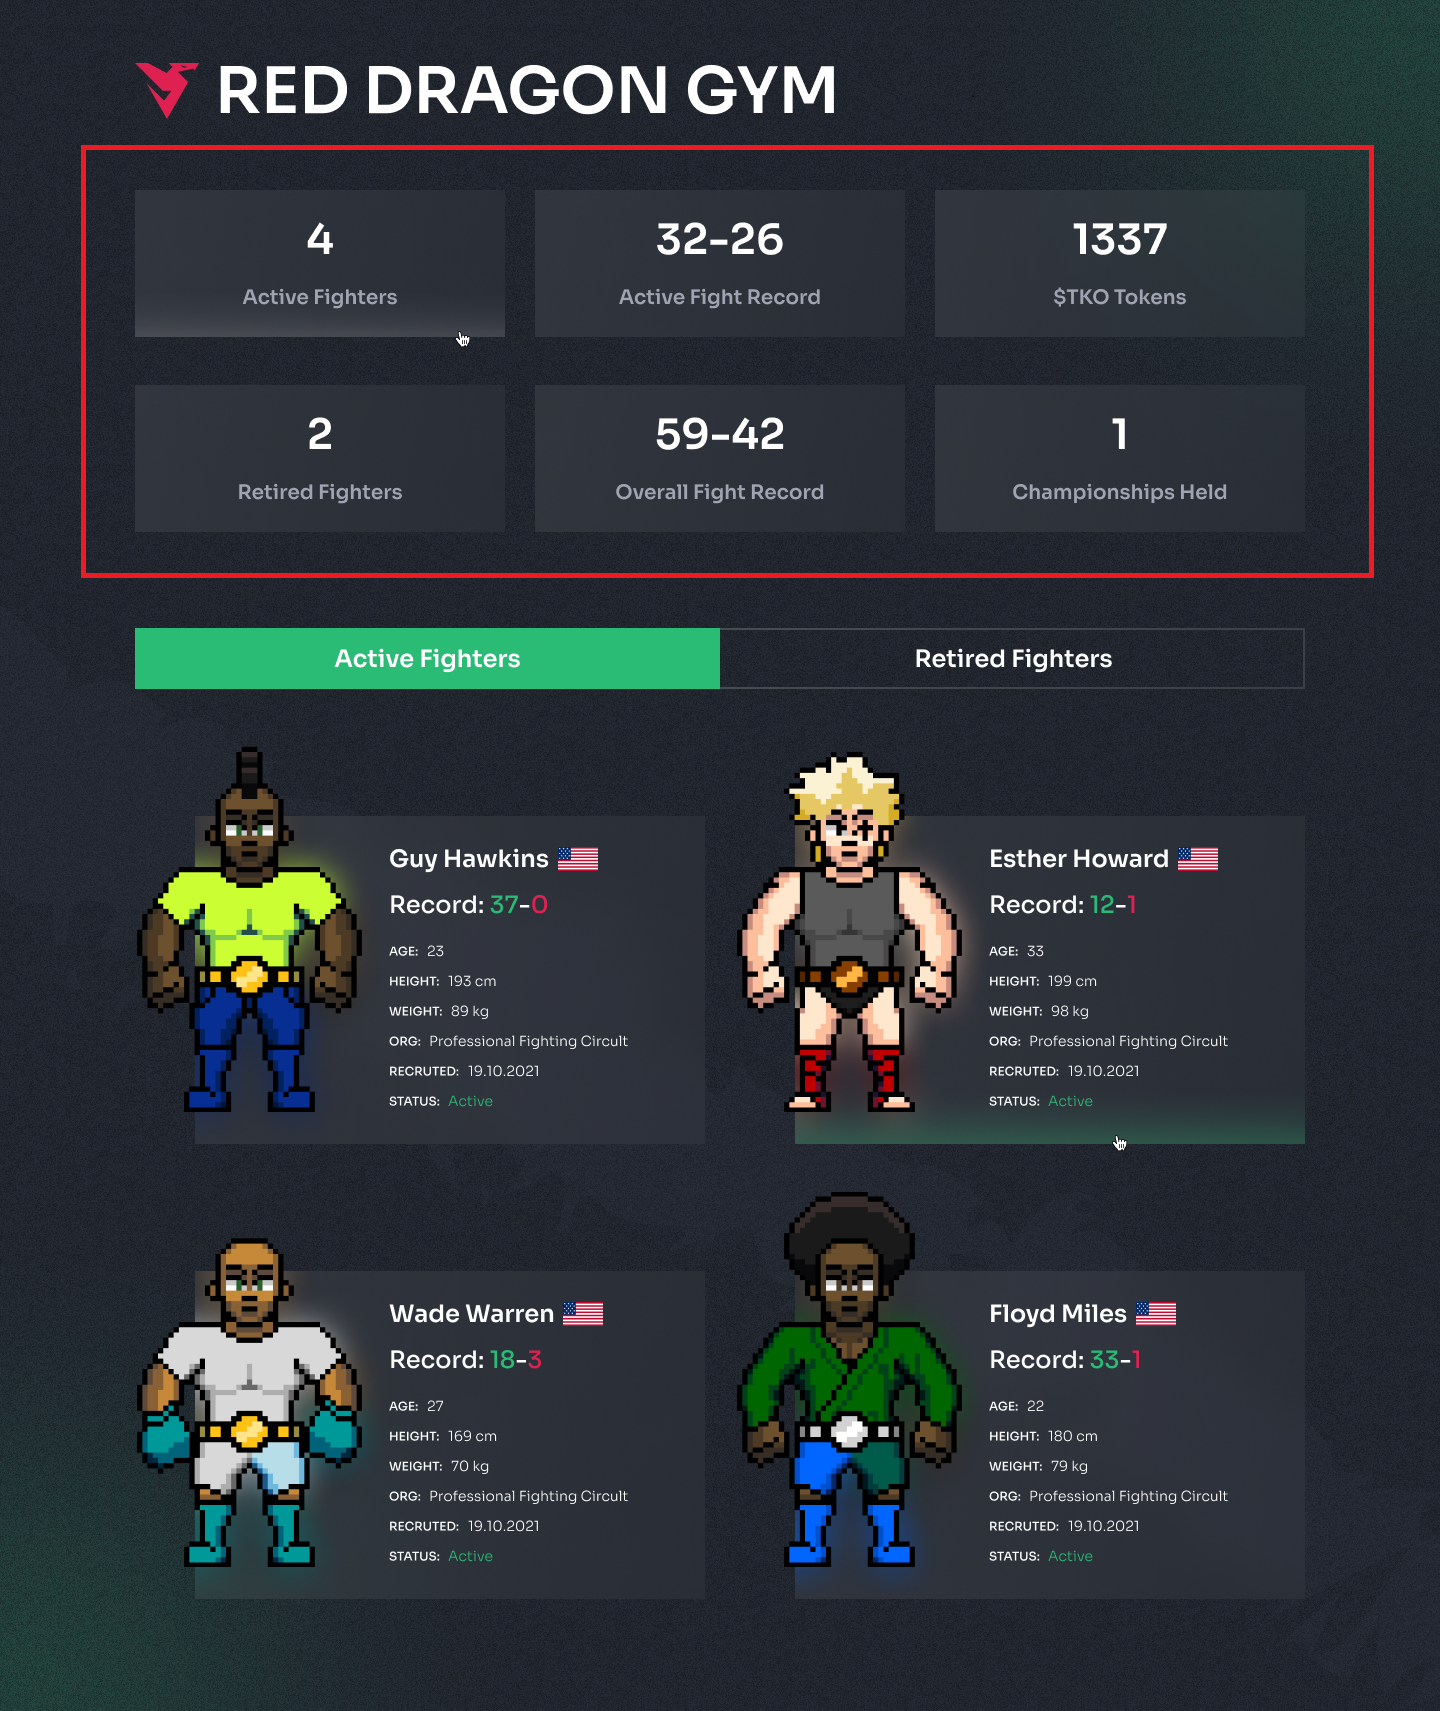 RED DRAGON GYM
4
Active Fighters
32-26
Active Fight Record
1337
$TKO Tokens
2
Retired Fighters
59-42
Overall Fight Record
1
Championships Held
Active Fighters
Retired Fighters
Guy Hawkins
Record: 37-0
AGE: 23
HEIGHT: 193 cm
WEIGHT: 89 kg
ORG: Professional Fighting Circult
RECRUTED: 19.10.2021
STATUS: Active
Esther Howard
Record: 12-1
AGE: 33
HEIGHT: 199 cm
WEIGHT: 98 kg
ORG: Professional Fighting Circult
RECRUTED: 19.10.2021
STATUS: Active
Wade Warren
Record: 18-3
AGE: 27
HEIGHT: 169 cm
WEIGHT: 70 kg
ORG: Professional Fighting Circult
RECRUTED: 19.10.2021
STATUS: Active
Floyd Miles
Record: 33-1
AGE: 22
HEIGHT: 180 cm
WEIGHT: 79 kg
ORG: Professional Fighting Circult
RECRUTED: 19.10.2021
STATUS: Active